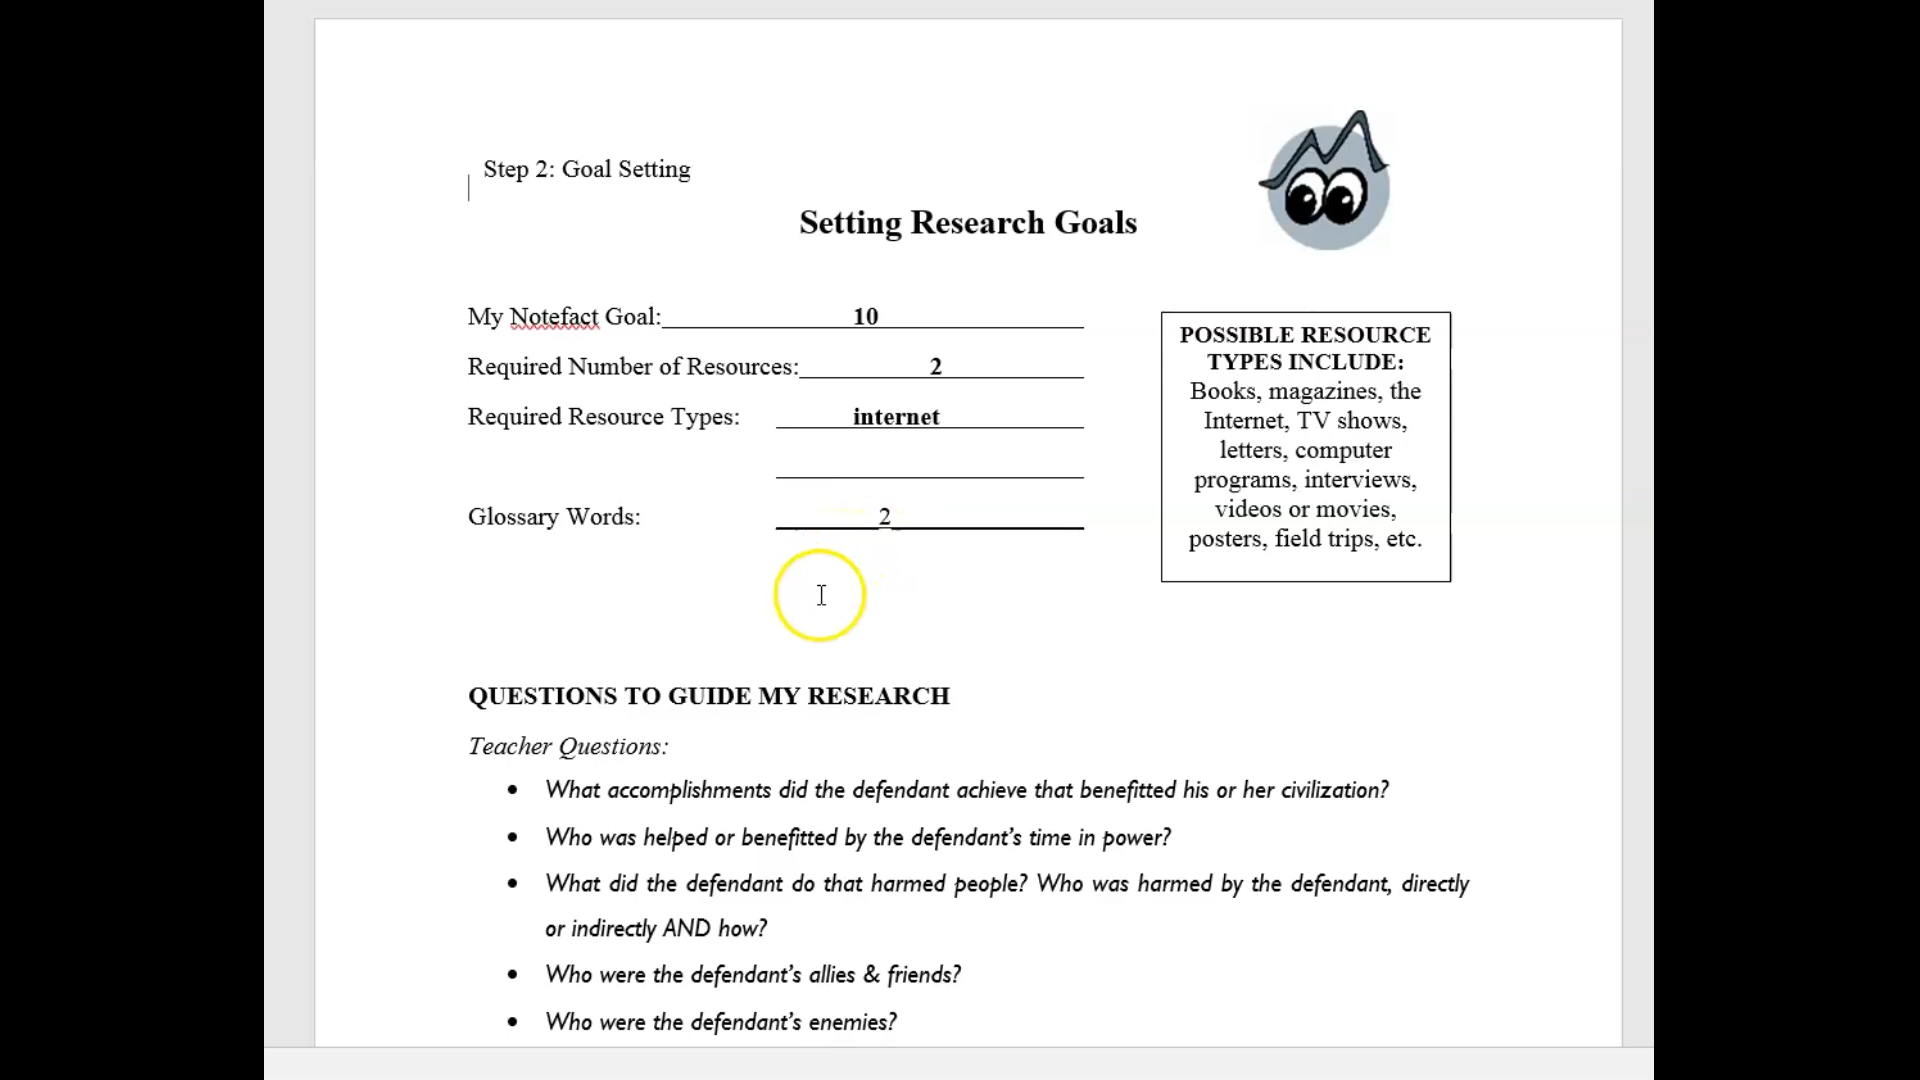 Step 2: Goal Setting
Setting Research Goals
My Notefact Goal: 10
Required Number of Resources: 2
Required Resource Types: internet
Glossary Words: 2
POSSIBLE RESOURCE
TYPES INCLUDE:
Books, magazines, the
Internet, TV shows,
letters, computer
programs, interviews,
videos or movies,
posters, field trips, etc.
QUESTIONS TO GUIDE MY RESEARCH
Teacher Questions:
• What accomplishments did the defendant achieve that benefitted his or her civilization?
• Who was helped or benefitted by the defendant’s time in power?
• What did the defendant do that harmed people? Who was harmed by the defendant, directly
or indirectly AND how?
• Who were the defendant’s allies & friends?
• Who were the defendant’s enemies?